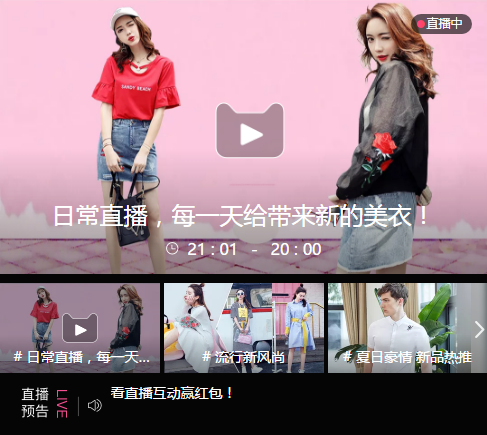 直播中
SANDY BEACH
日常直播，每一天给带来新的美衣！
21:01 - 20:00
# 日常直播，每一天...
# 流行新风尚
# 夏日豪情 新品热推
直播
预告
LIVE
看直播互动赢红包！